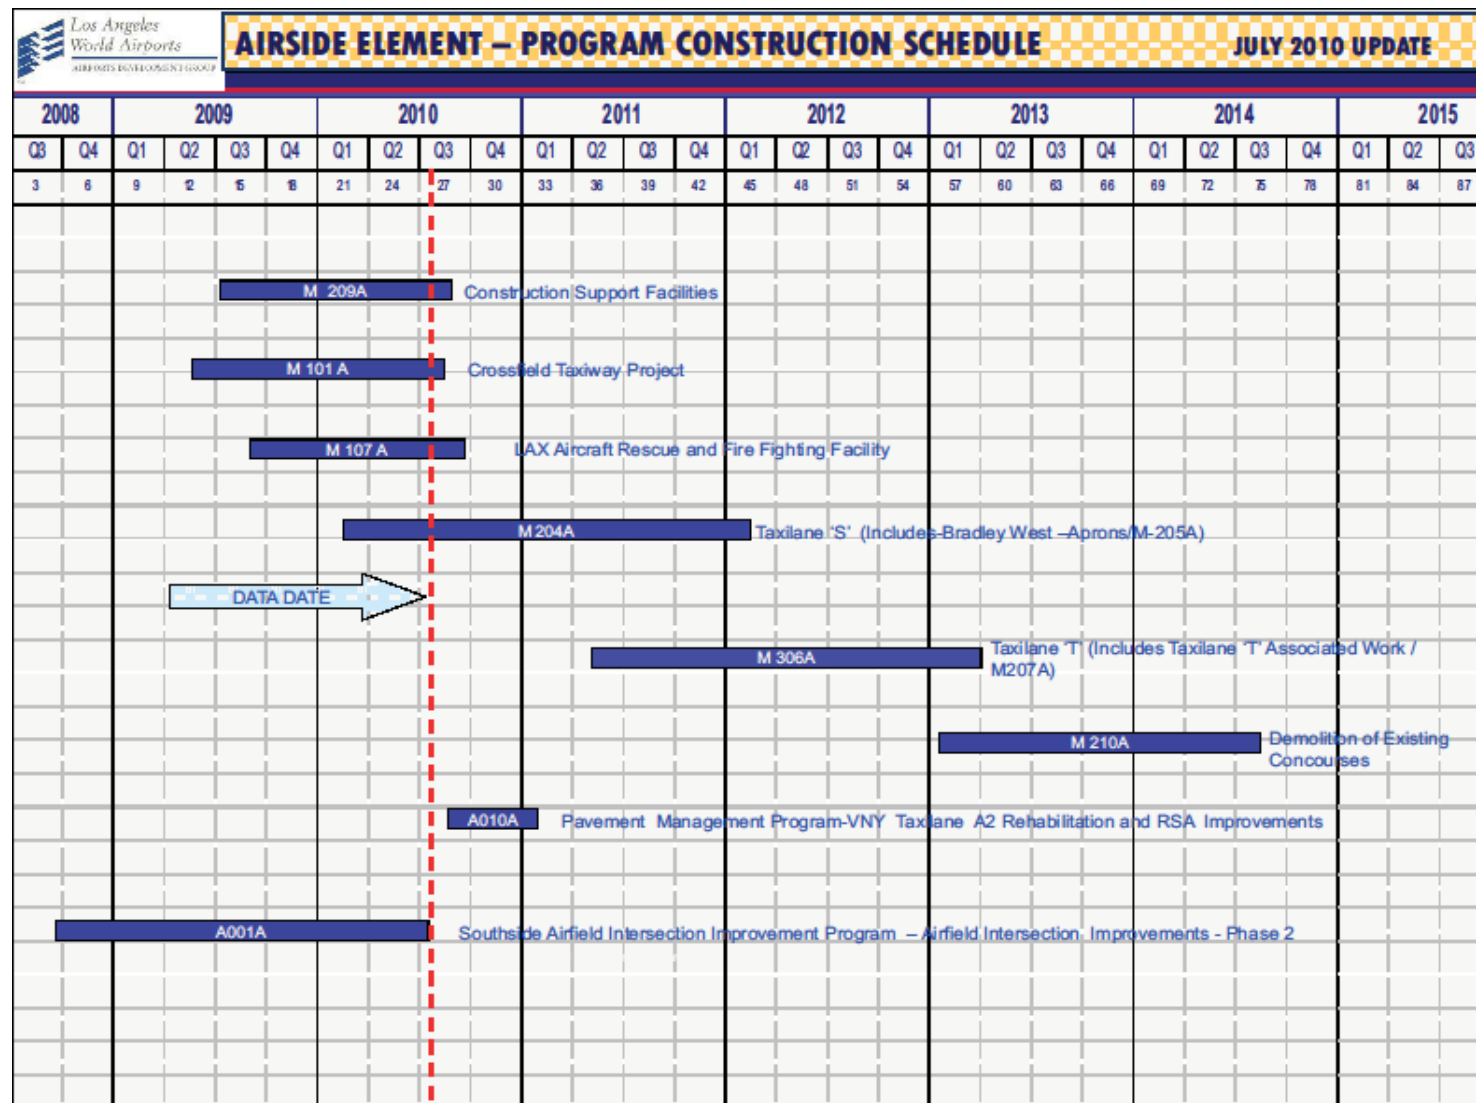 Los Angeles
World Airports
AIRPORTS DEVELOPMENT GROUP
AIRSIDE ELEMENT – PROGRAM CONSTRUCTION SCHEDULE
JULY 2010 UPDATE
2008 2009 2010 2011 2012 2013 2014 2015
Q3 Q4 Q1 Q2 Q3 Q4 Q1 Q2 Q3 Q4 Q1 Q2 Q3 Q4 Q1 Q2 Q3 Q4 Q1 Q2 Q3 Q4 Q1 Q2 Q3 Q4 Q1 Q2 Q3
3 6 9 12 15 18 21 24 27 30 33 36 39 42 45 48 51 54 57 60 63 66 69 72 75 78 81 84 87
M 209A Construction Support Facilities
M 101 A Crossfield Taxiway Project
M 107 A LAX Aircraft Rescue and Fire Fighting Facility
M 204A Taxilane 'S' (Includes-Bradley West –Aprons/M-205A)
DATA DATE
M 306A Taxilane 'T' (Includes Taxilane 'T' Associated Work /
M207A)
M 210A Demolition of Existing
Concourses
A010A Pavement Management Program-VNY Taxilane A2 Rehabilitation and RSA Improvements
A001A Southside Airfield Intersection Improvement Program – Airfield Intersection Improvements - Phase 2